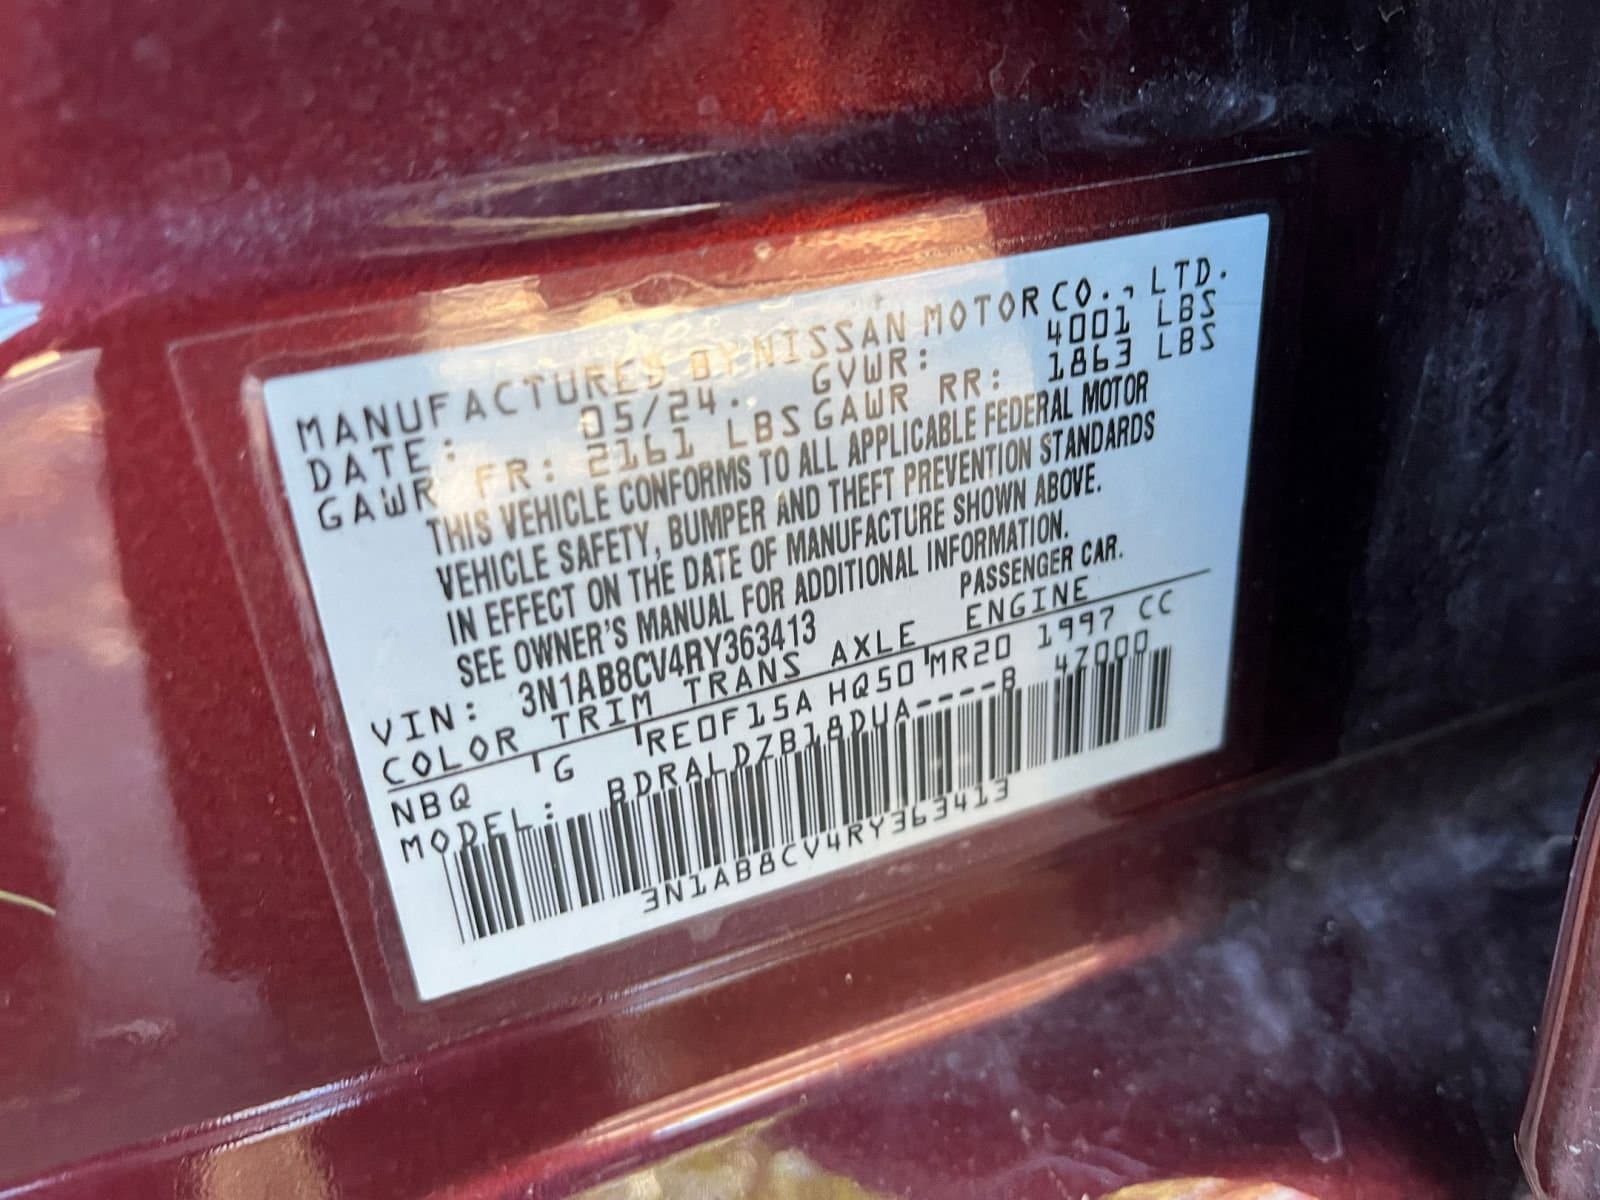 MANUFACTURED BY NISSAN MOTOR CO., LTD.
DATE: 05/24. GVWR: 4001 LBS
GAWR FR: 2161 LBS GAWR RR: 1863 LBS
THIS VEHICLE CONFORMS TO ALL APPLICABLE FEDERAL MOTOR
VEHICLE SAFETY, BUMPER AND THEFT PREVENTION STANDARDS
IN EFFECT ON THE DATE OF MANUFACTURE SHOWN ABOVE.
SEE OWNER'S MANUAL FOR ADDITIONAL INFORMATION.
VIN: 3N1AB8CV4RY363413 PASSENGER CAR.
COLOR TRIM TRANS AXLE ENGINE
NBQ G RE0F15A HQ50 MR20 1997 CC
MODEL: BDRALDZB18DUA----B 4Z000
3N1AB8CV4RY363413